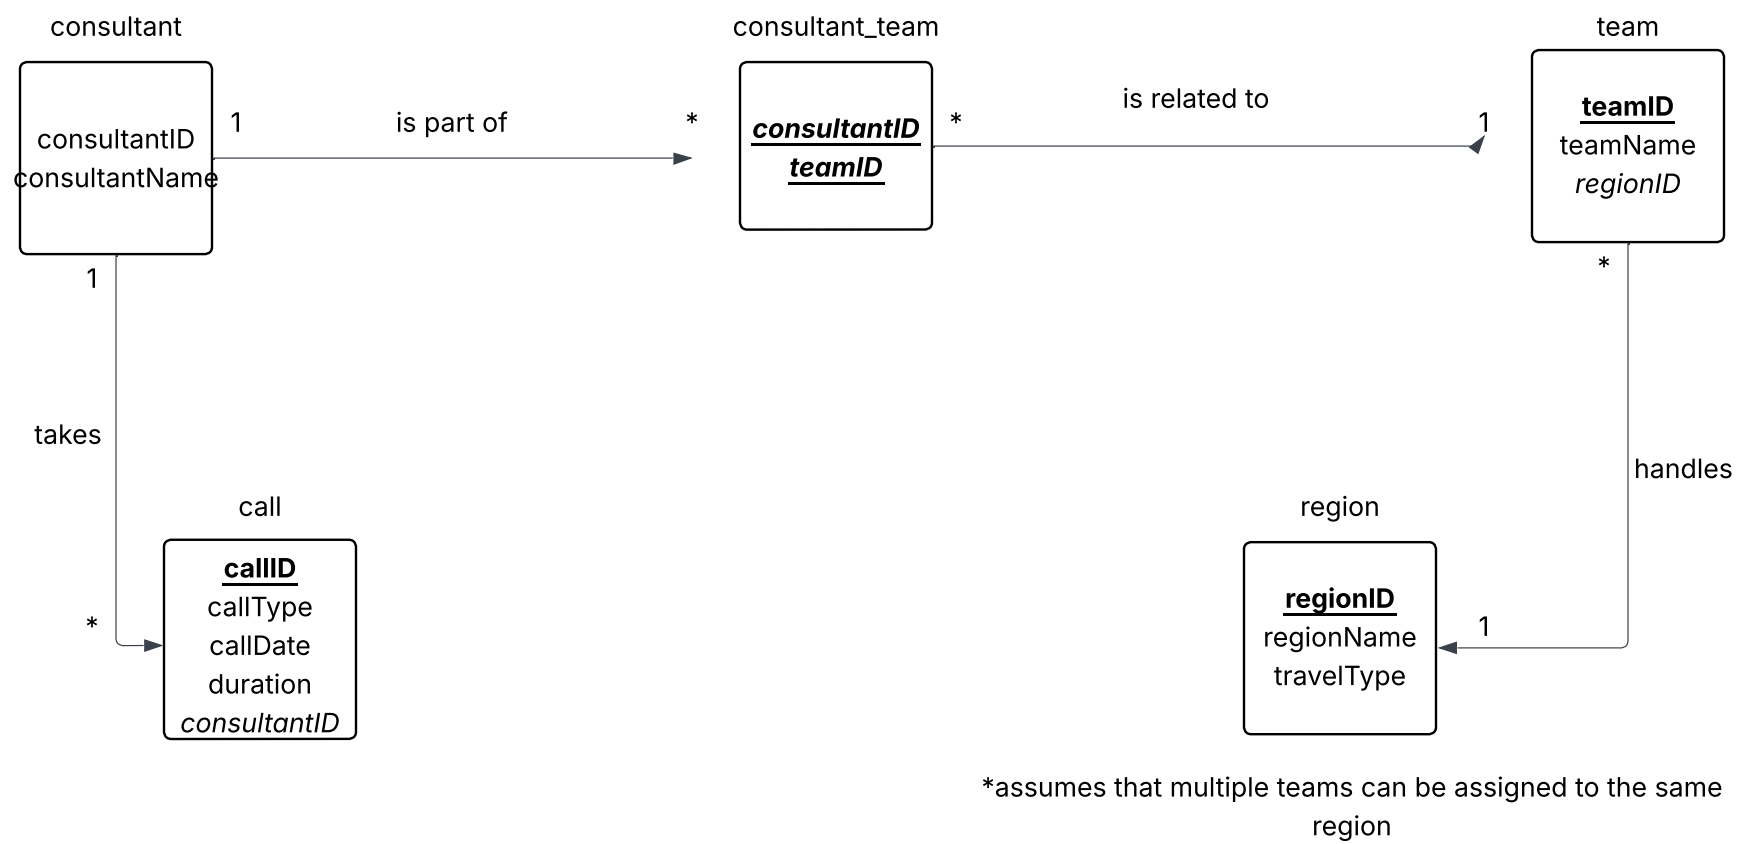 consultant
consultant_team
team
consultantID
consultantName
1
is part of
*
consultantID
teamID
*
is related to
1
teamID
teamName
regionID
1
takes
*
call
callID
callType
callDate
duration
consultantID
*
handles
1
region
regionID
regionName
travelType
*assumes that multiple teams can be assigned to the same
region